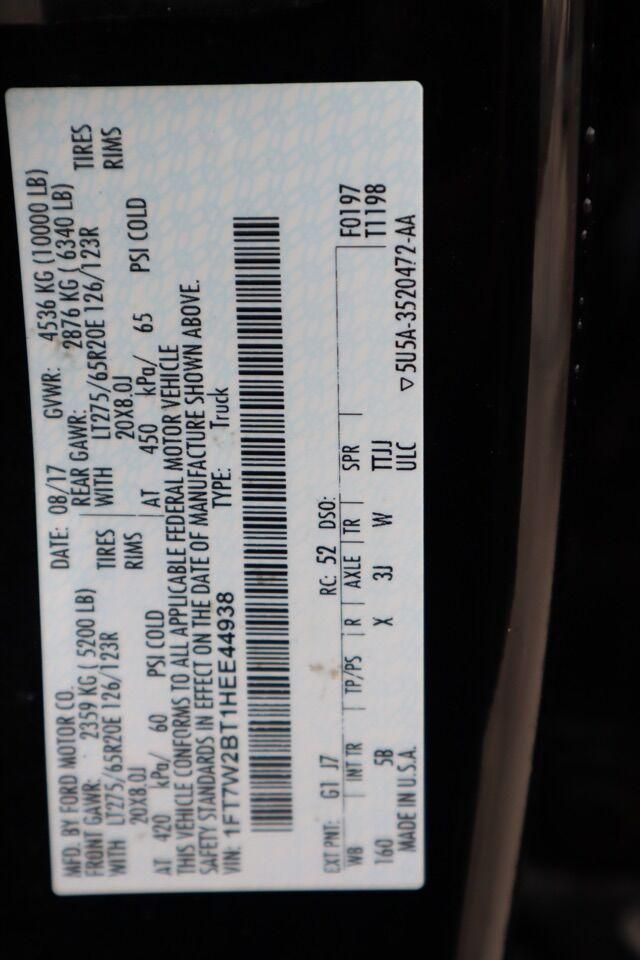 MFD. BY FORD MOTOR CO. DATE: 08/17 GVWR: 4536 KG (10000 LB)
FRONT GAWR: 2359 KG ( 5200 LB) REAR GAWR: 2876 KG ( 6340 LB)
WITH LT275/65R20E 126/123R TIRES WITH LT275/65R20E 126/123R TIRES
20X8.0J RIMS 20X8.0J RIMS
AT 420 kPa/ 60 PSI COLD AT 450 kPa/ 65 PSI COLD
THIS VEHICLE CONFORMS TO ALL APPLICABLE FEDERAL MOTOR VEHICLE
SAFETY STANDARDS IN EFFECT ON THE DATE OF MANUFACTURE SHOWN ABOVE.
VIN: 1FT7W2BT1HEE44938 TYPE: Truck
EXT PNT: G1 J7 RC: 52 DSO: F0197
WB INT TR TP/PS R AXLE TR SPR T1198
160 5B X 3J W TTJJ
MADE IN U.S.A. ULC ▽5U5A-3520472-AA